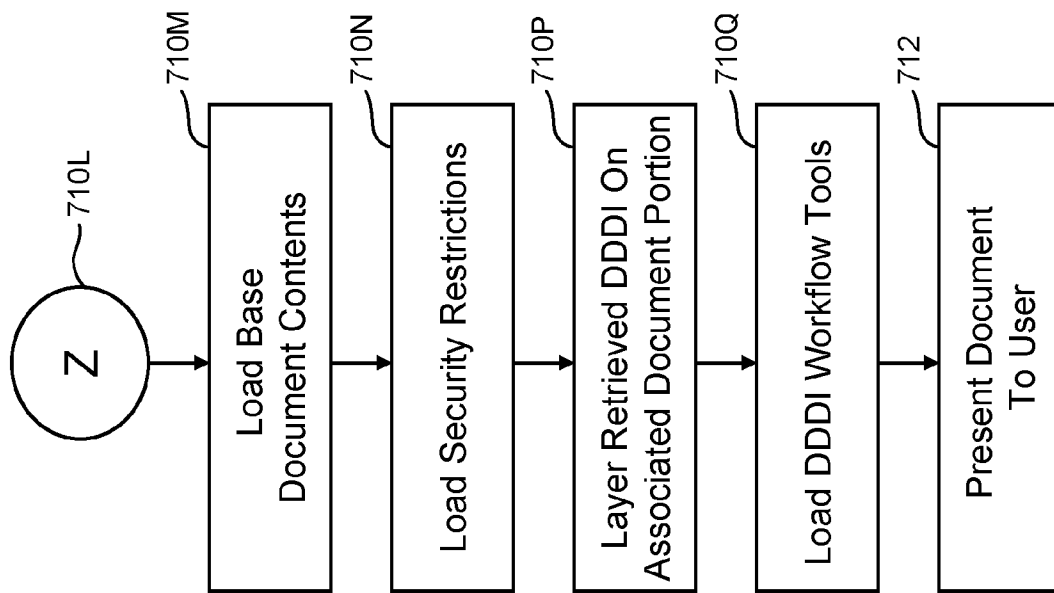 N
710L
Load Base
Document Contents
710M
Load Security Restrictions
710N
Layer Retrieved DDDI On
Associated Document Portion
710P
Load DDDI Workflow Tools
710Q
Present Document
To User
712